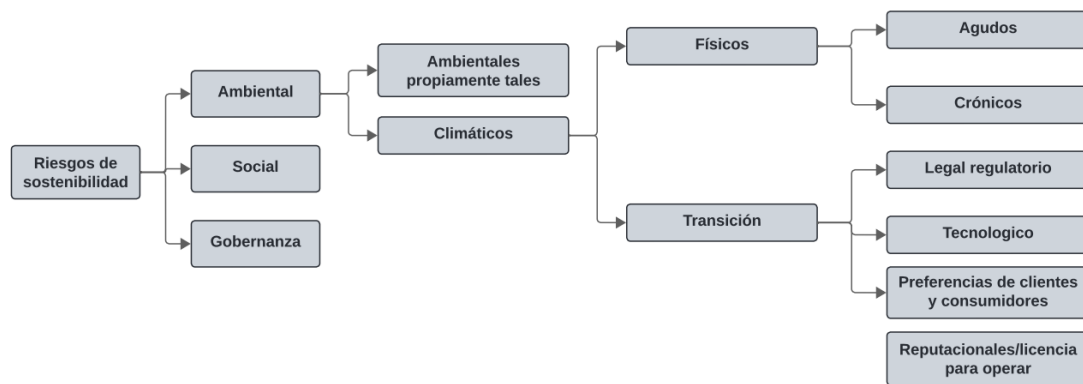 Riesgos de
sostenibilidad
Ambiental
Social
Gobernanza
Ambientales
propiamente tales
Climáticos
Físicos
Transición
Agudos
Crónicos
Legal regulatorio
Tecnologico
Preferencias de clientes
y consumidores
Reputacionales/licencia
para operar